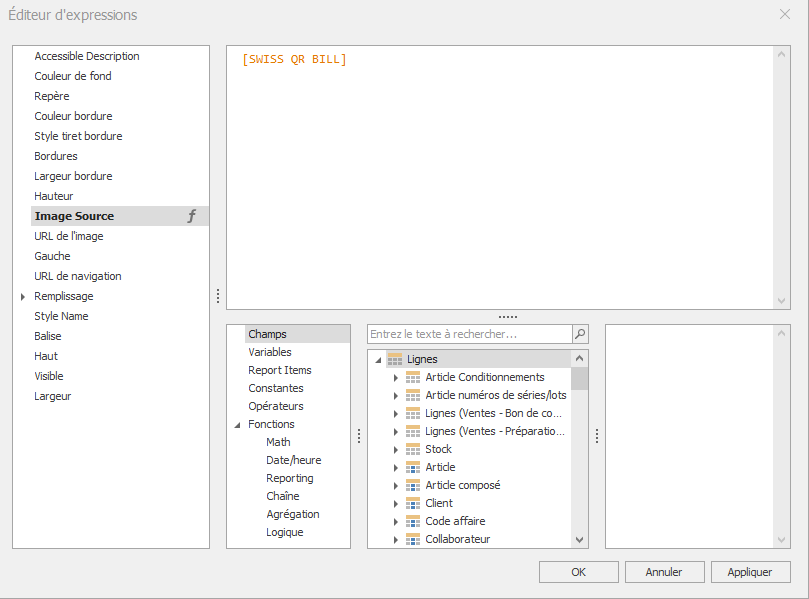 Éditeur d'expressions
Accessible Description
Couleur de fond
Repère
Couleur bordure
Style tiret bordure
Bordures
Largeur bordure
Hauteur
Image Source
URL de l'image
Gauche
URL de navigation
Remplissage
Style Name
Balise
Haut
Visible
Largeur
[SWISS QR BILL]
Champs
Variables
Report Items
Constantes
Opérateurs
Fonctions
Math
Date/heure
Reporting
Chaîne
Agrégation
Logique
Entrez le texte à rechercher...
Lignes
Article Conditionnements
Article numéros de séries/lots
Lignes (Ventes - Bon de co...
Lignes (Ventes - Préparatio...
Stock
Article
Article composé
Client
Code affaire
Collaborateur
OK
Annuler
Appliquer